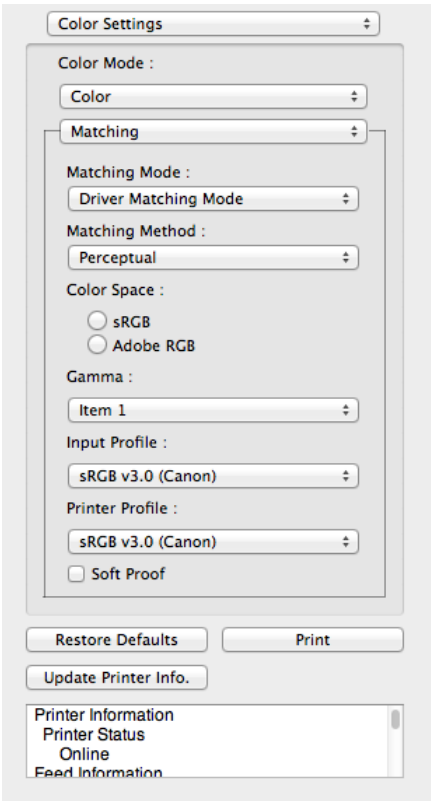 Color Settings
Color Mode :
Color
Matching
Matching Mode :
Driver Matching Mode
Matching Method :
Perceptual
Color Space :
sRGB
Adobe RGB
Gamma :
Item 1
Input Profile :
sRGB v3.0 (Canon)
Printer Profile :
sRGB v3.0 (Canon)
Soft Proof
Restore Defaults Print
Update Printer Info.
Printer Information
Printer Status
Online
Feed Information